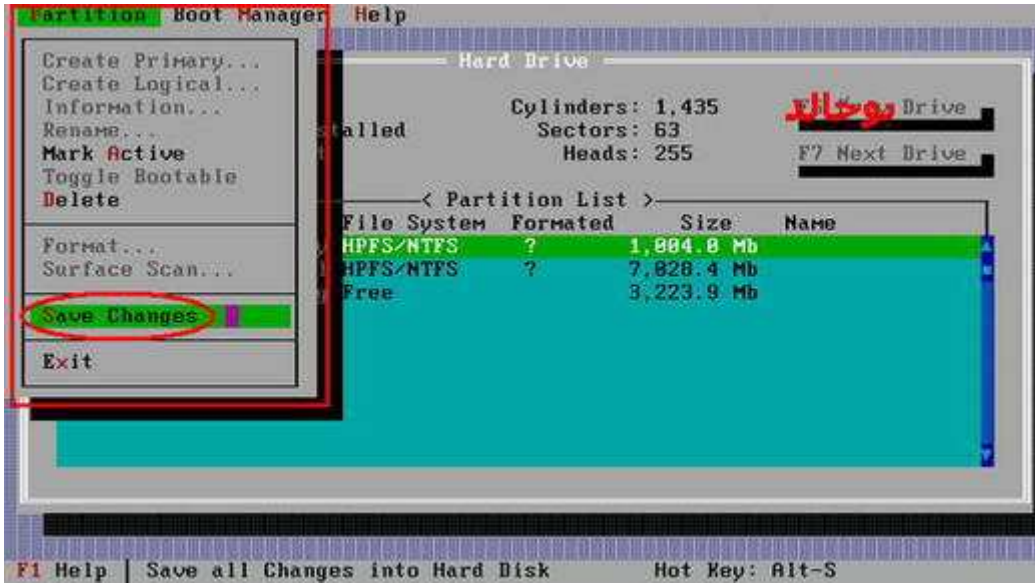 Partition Boot Manager Help
Create Primary...
Create Logical...
Information...
Rename...
Mark Active
Toggle Bootable
Delete
Format...
Surface Scan...
Save Changes
Exit
Hard Drive
Cylinders: 1,435
talled Sectors: 63
Heads: 255
بوخالد
Drive
F7 Next Drive
< Partition List >
File System Formated Size Name
HPFS/NTFS ? 1,004.0 Mb
HPFS/NTFS ? 7,028.4 Mb
Free 3,223.9 Mb
F1 Help | Save all Changes into Hard Disk Hot Key: Alt-S